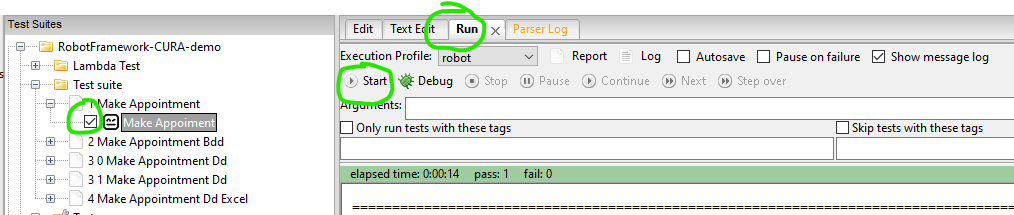 Test Suites
RobotFramework-CURA-demo
Lambda Test
Test suite
1 Make Appointment
Make Appoiment
2 Make Appointment Bdd
3 0 Make Appointment Dd
3 1 Make Appointment Dd
4 Make Appointment Dd Excel
Edit Text Edit Run Parser Log
Execution Profile: robot Report Log Autosave Pause on failure Show message log
Start Debug Stop Pause Continue Next Step over
Arguments:
Only run tests with these tags Skip tests with these tags
elapsed time: 0:00:14 pass: 1 fail: 0